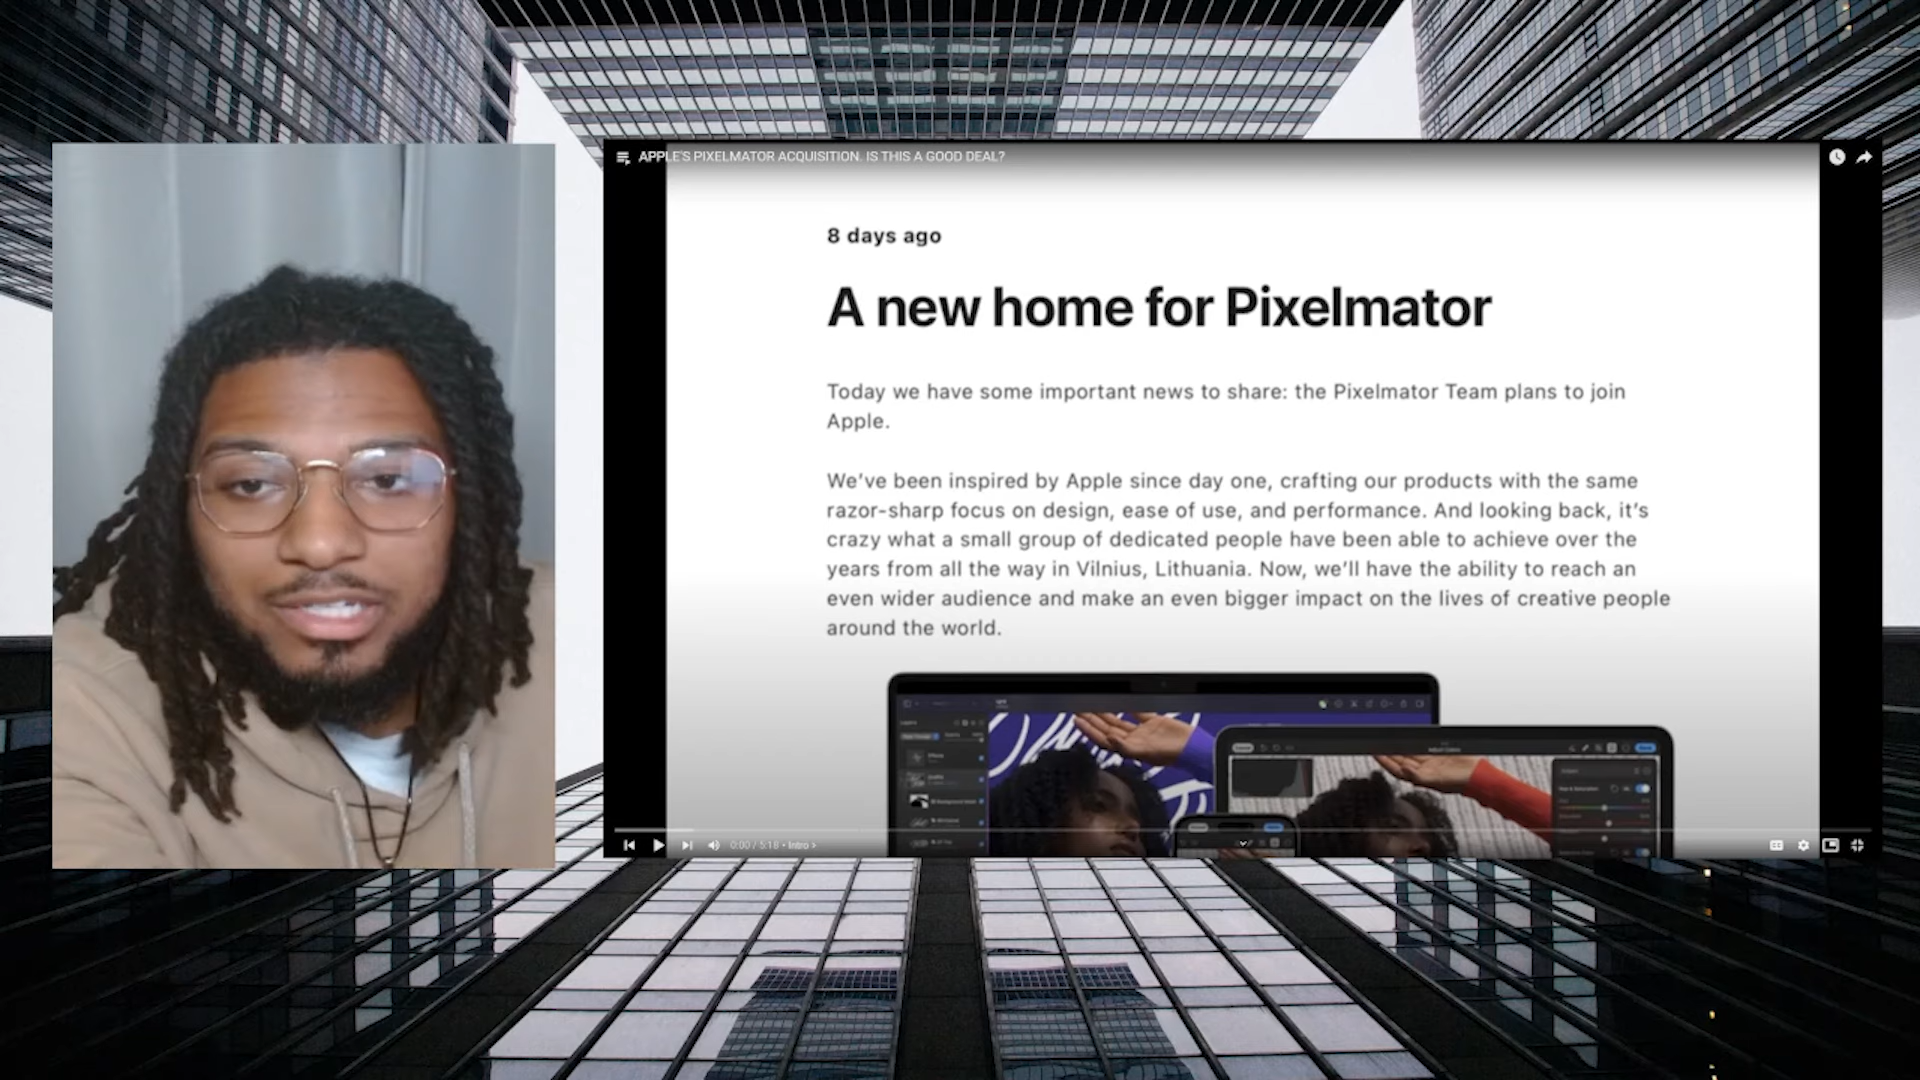 APPLE'S PIXELMATOR ACQUISITION. IS THIS A GOOD DEAL?
8 days ago
A new home for Pixelmator
Today we have some important news to share: the Pixelmator Team plans to join
Apple.
We've been inspired by Apple since day one, crafting our products with the same
razor-sharp focus on design, ease of use, and performance. And looking back, it's
crazy what a small group of dedicated people have been able to achieve over the
years from all the way in Vilnius, Lithuania. Now, we'll have the ability to reach an
even wider audience and make an even bigger impact on the lives of creative people
around the world.
0:00 / 5:18 • Intro >